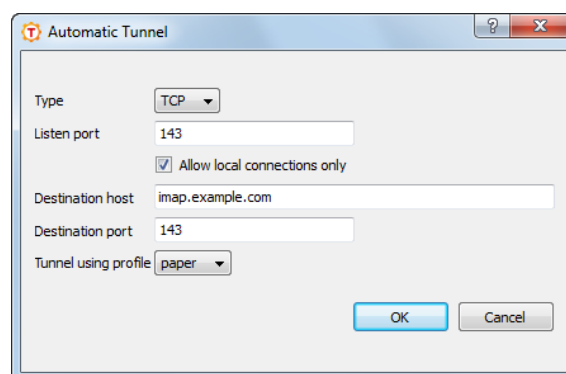 Automatic Tunnel
Type TCP
Listen port 143
Allow local connections only
Destination host imap.example.com
Destination port 143
Tunnel using profile paper
OK Cancel